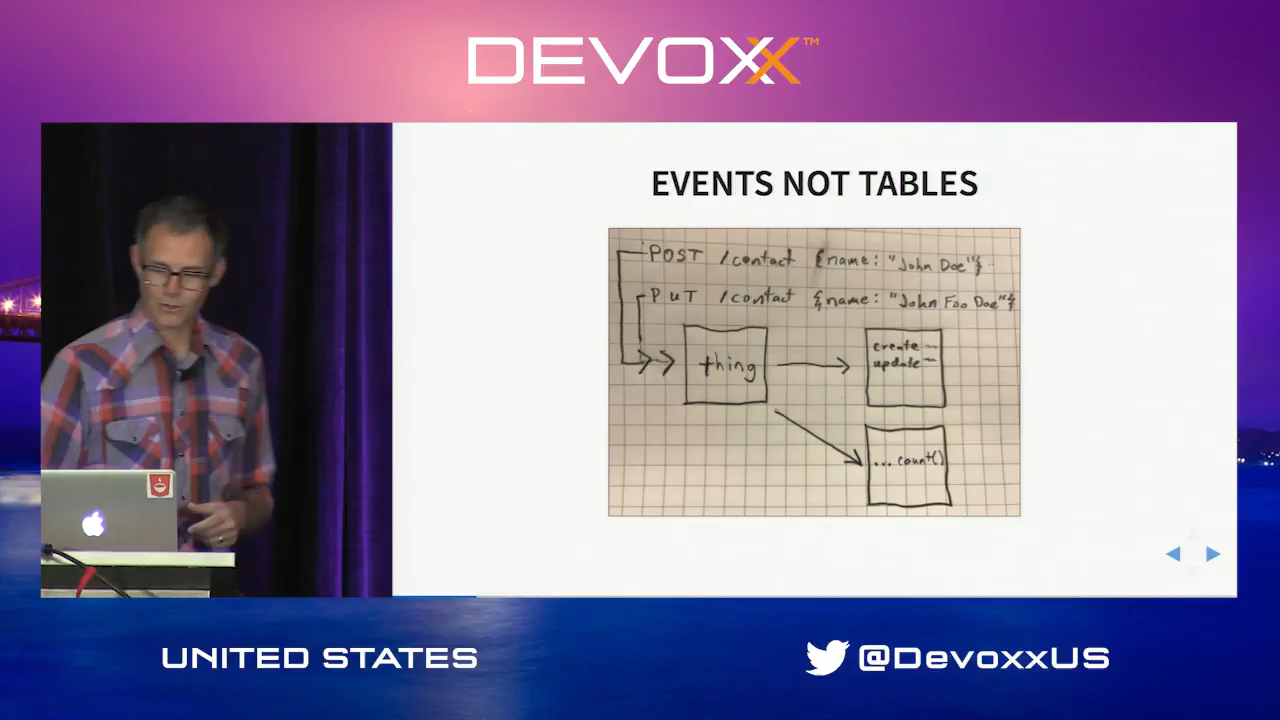 DEVOXX™
EVENTS NOT TABLES
POST /contact {name: "John Doe"}
PUT /contact {name: "John Foo Doe"}
thing
create
update
... count()
UNITED STATES
@DevoxxUS